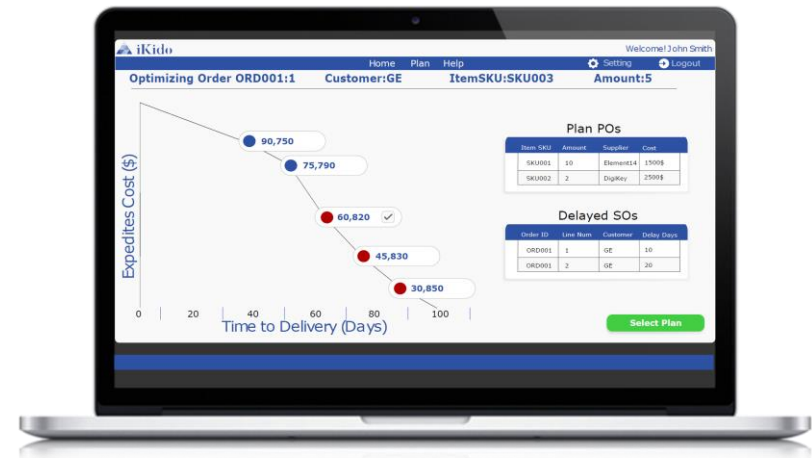 iKido
Welcome! John Smith
Home Plan Help Setting Logout
Optimizing Order ORD001:1 Customer:GE ItemSKU:SKU003 Amount:5
Expedites Cost ($)
90,750
75,790
60,820
45,830
30,850
0 20 40 60 80 100
Time to Delivery (Days)
Plan POs
Item SKU Amount Supplier Cost
SKU001 10 Element14 1500$
SKU002 2 DigiKey 2500$
Delayed SOs
Order ID Line Num Customer Delay Days
ORD001 1 GE 10
ORD001 2 GE 20
Select Plan